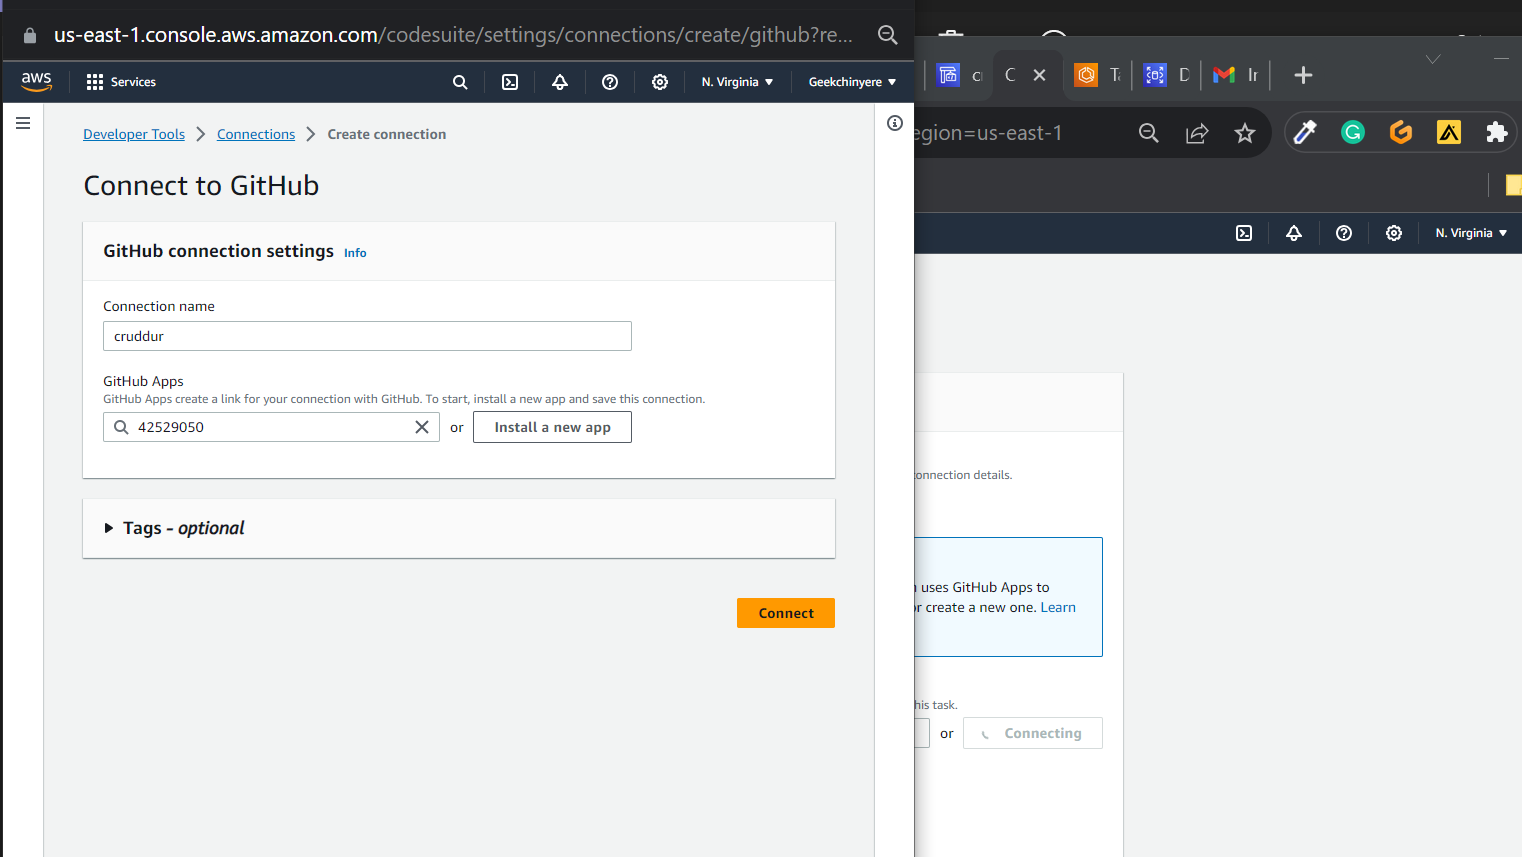 us-east-1.console.aws.amazon.com/codesuite/settings/connections/create/github?re...
aws
Services
N. Virginia
Geekchinyere
Developer Tools
Connections
Create connection
Connect to GitHub
GitHub connection settings Info
Connection name
cruddur
GitHub Apps
GitHub Apps create a link for your connection with GitHub. To start, install a new app and save this connection.
42529050
or
Install a new app
Tags - optional
Connect
egion=us-east-1
N. Virginia
connection details.
uses GitHub Apps to
or create a new one. Learn
his task.
or
Connecting